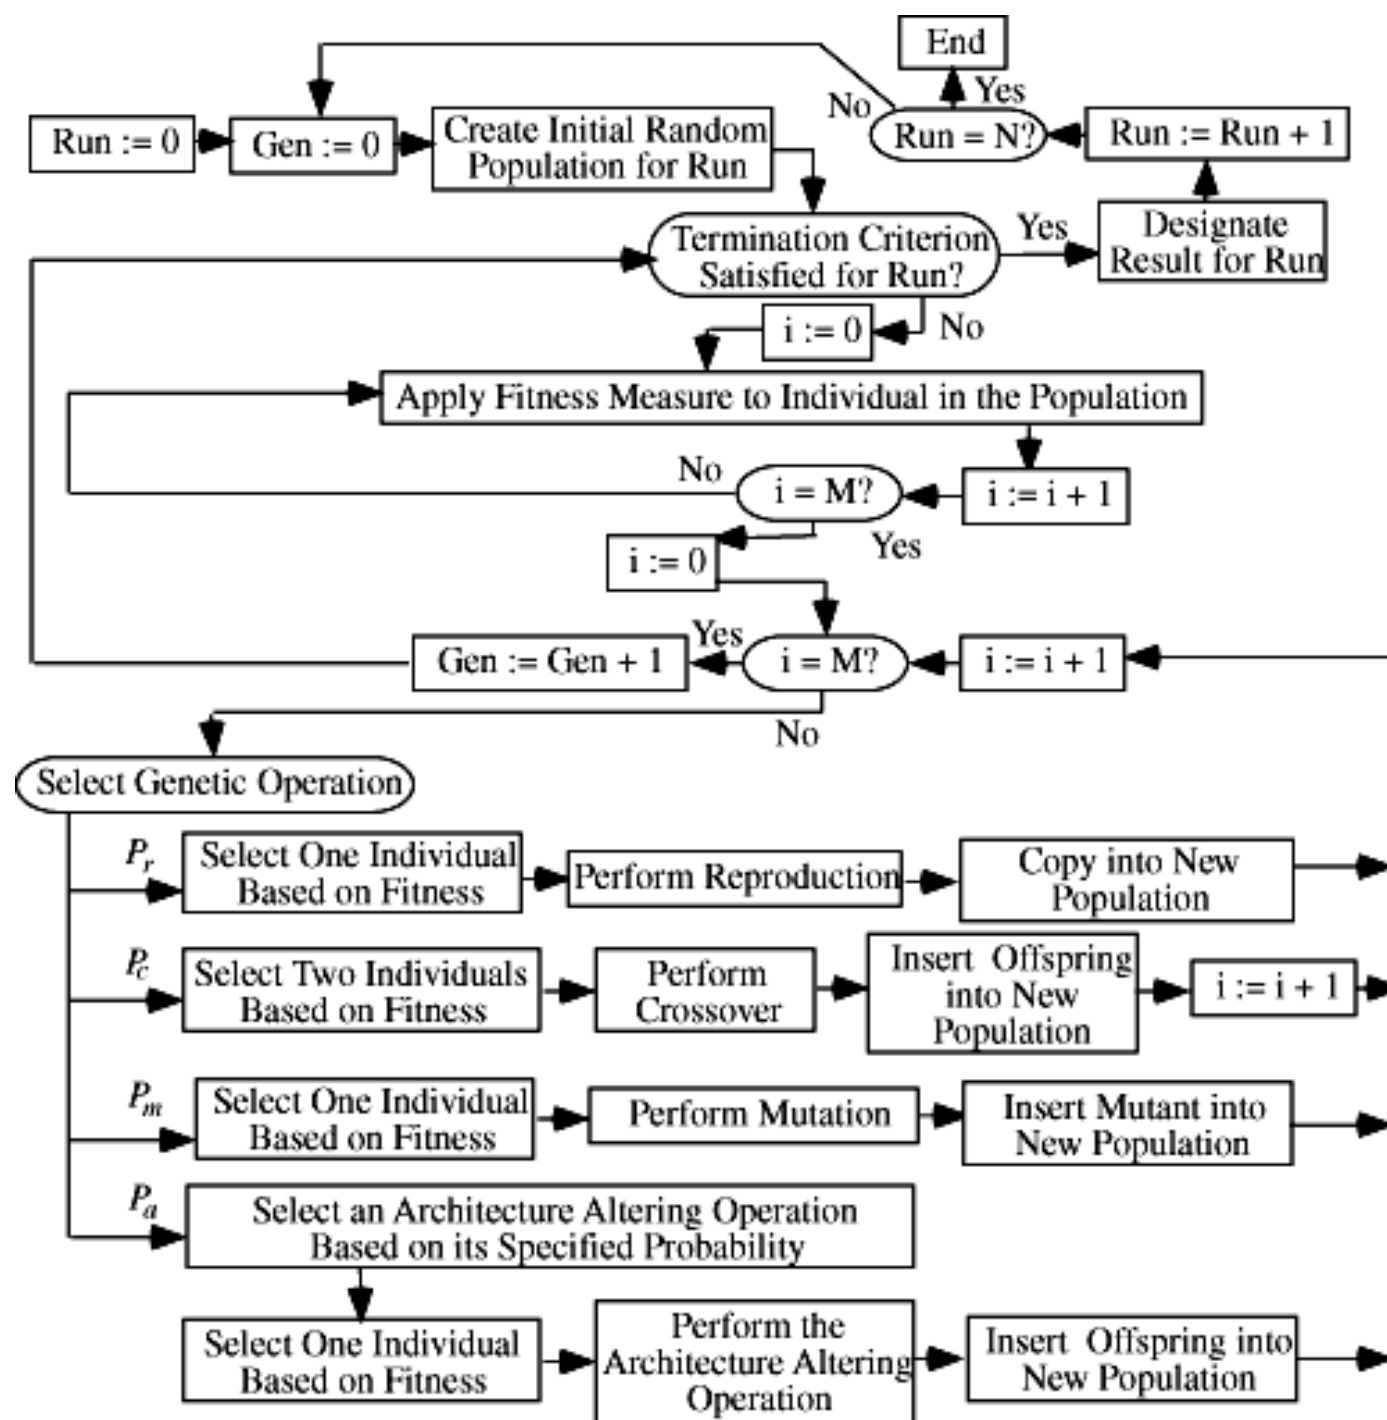 End
No
Yes
Run := 0
Gen := 0
Create Initial Random
Population for Run
Run = N?
Run := Run + 1
Termination Criterion
Satisfied for Run?
Yes
Designate
Result for Run
i := 0
No
Apply Fitness Measure to Individual in the Population
No
i = M?
i := i + 1
Yes
i := 0
Gen := Gen + 1
Yes
i = M?
i := i + 1
No
Select Genetic Operation
Pr
Select One Individual
Based on Fitness
Perform Reproduction
Copy into New
Population
Pc
Select Two Individuals
Based on Fitness
Perform
Crossover
Insert Offspring
into New
Population
i := i + 1
Pm
Select One Individual
Based on Fitness
Perform Mutation
Insert Mutant into
New Population
Pa
Select an Architecture Altering Operation
Based on its Specified Probability
Select One Individual
Based on Fitness
Perform the
Architecture Altering
Operation
Insert Offspring into
New Population